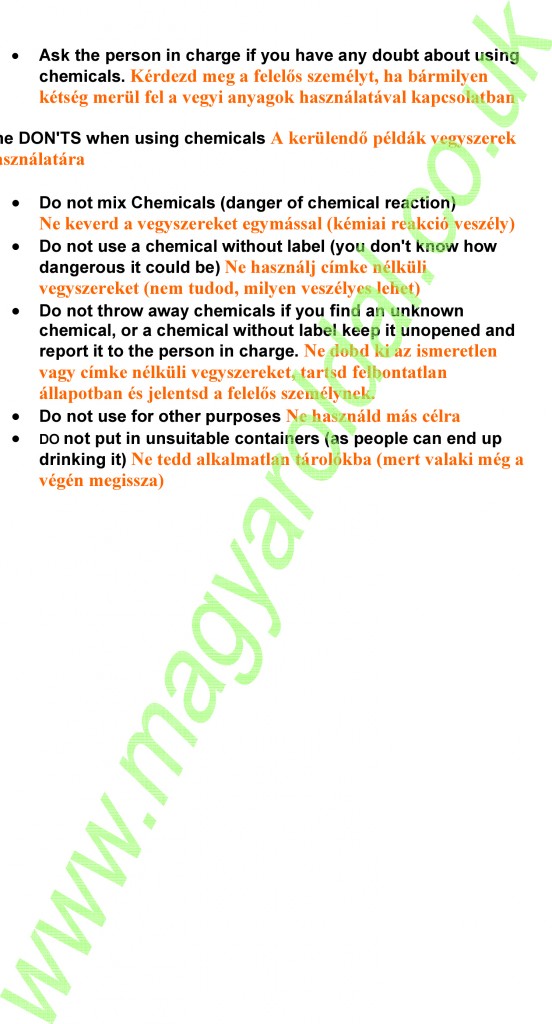 • Ask the person in charge if you have any doubt about using
chemicals. Kérdezd meg a felelős személyt, ha bármilyen
kétség merül fel a vegyi anyagok használatával kapcsolatban
he DON'TS when using chemicals A kerülendő példák vegyszerek
asználatára
• Do not mix Chemicals (danger of chemical reaction)
Ne keverd a vegyszereket egymással (kémiai reakció veszély)
• Do not use a chemical without label (you don't know how
dangerous it could be) Ne használj címke nélküli
vegyszereket (nem tudod, milyen veszélyes lehet)
• Do not throw away chemicals if you find an unknown
chemical, or a chemical without label keep it unopened and
report it to the person in charge. Ne dobd ki az ismeretlen
vagy címke nélküli vegyszereket, tartsd felbontatlan
állapotban és jelentsd a felelős személynek.
• Do not use for other purposes Ne használd más célra
• DO not put in unsuitable containers (as people can end up
drinking it) Ne tedd alkalmatlan tárolókba (mert valaki még a
végén megissza)
www.magyaroldal.co.uk